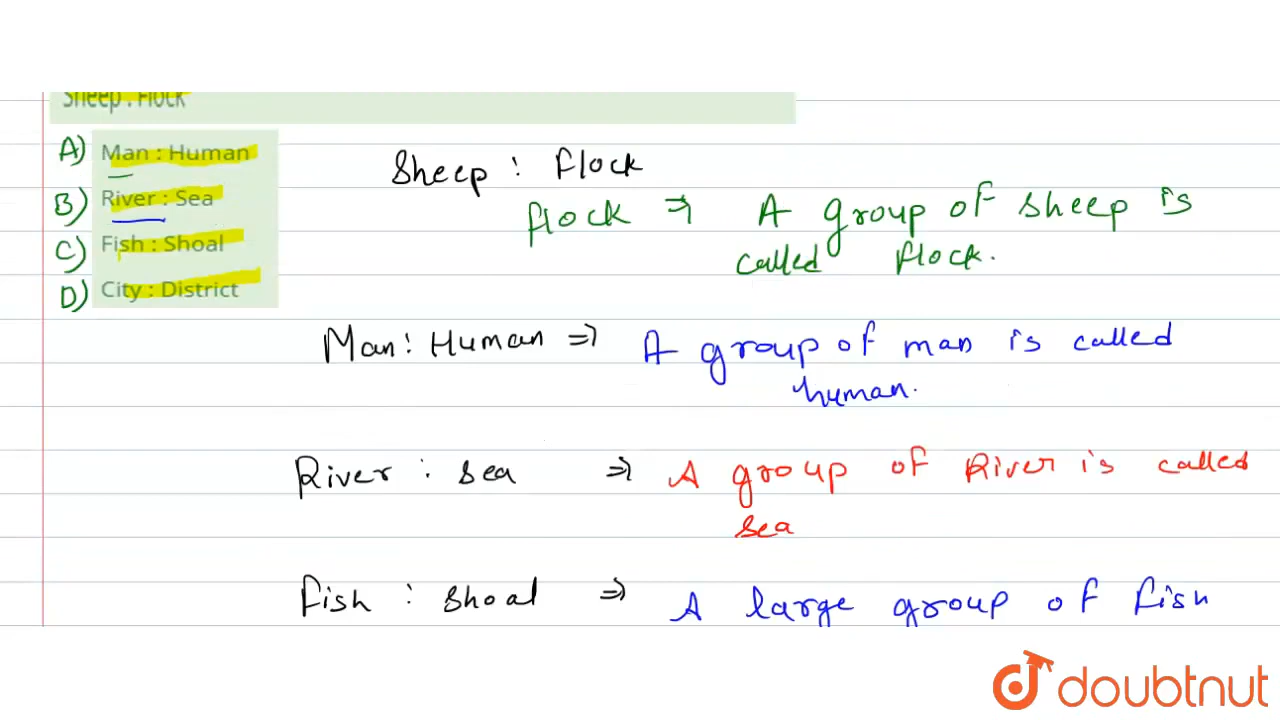 Sheep : Flock
A) Man : Human
B) River : Sea
C) Fish : Shoal
D) City : District
Sheep : Flock
flock ⇒ A group of sheep is
called flock.
Man : Human ⇒ A group of man is called
human.
River : sea ⇒ A group of River is called
sea
Fish : shoal ⇒ A large group of fish
doubtnut